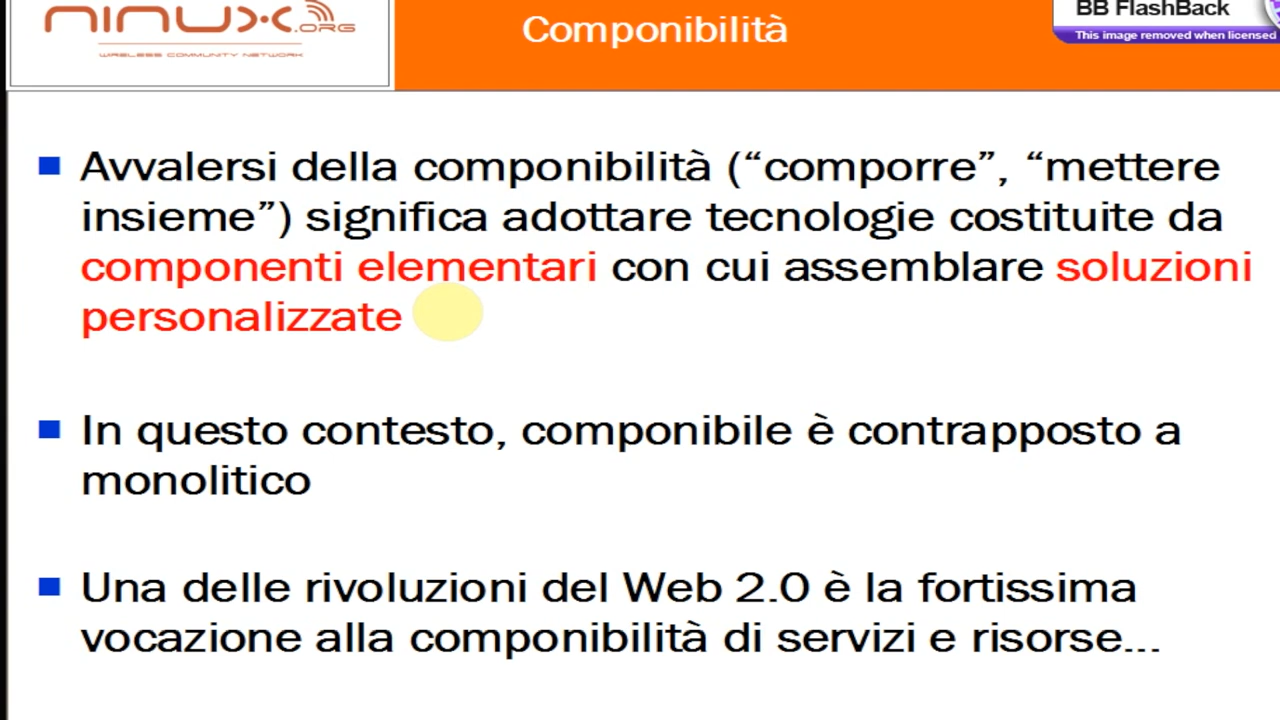 NINUX.ORG
WIRELESS COMMUNITY NETWORK
Componibilità
BB FlashBack
This image removed when licensed
Avvalersi della componibilità (“comporre”, “mettere
insieme”) significa adottare tecnologie costituite da
componenti elementari con cui assemblare soluzioni
personalizzate
In questo contesto, componibile è contrapposto a
monolitico
Una delle rivoluzioni del Web 2.0 è la fortissima
vocazione alla componibilità di servizi e risorse...